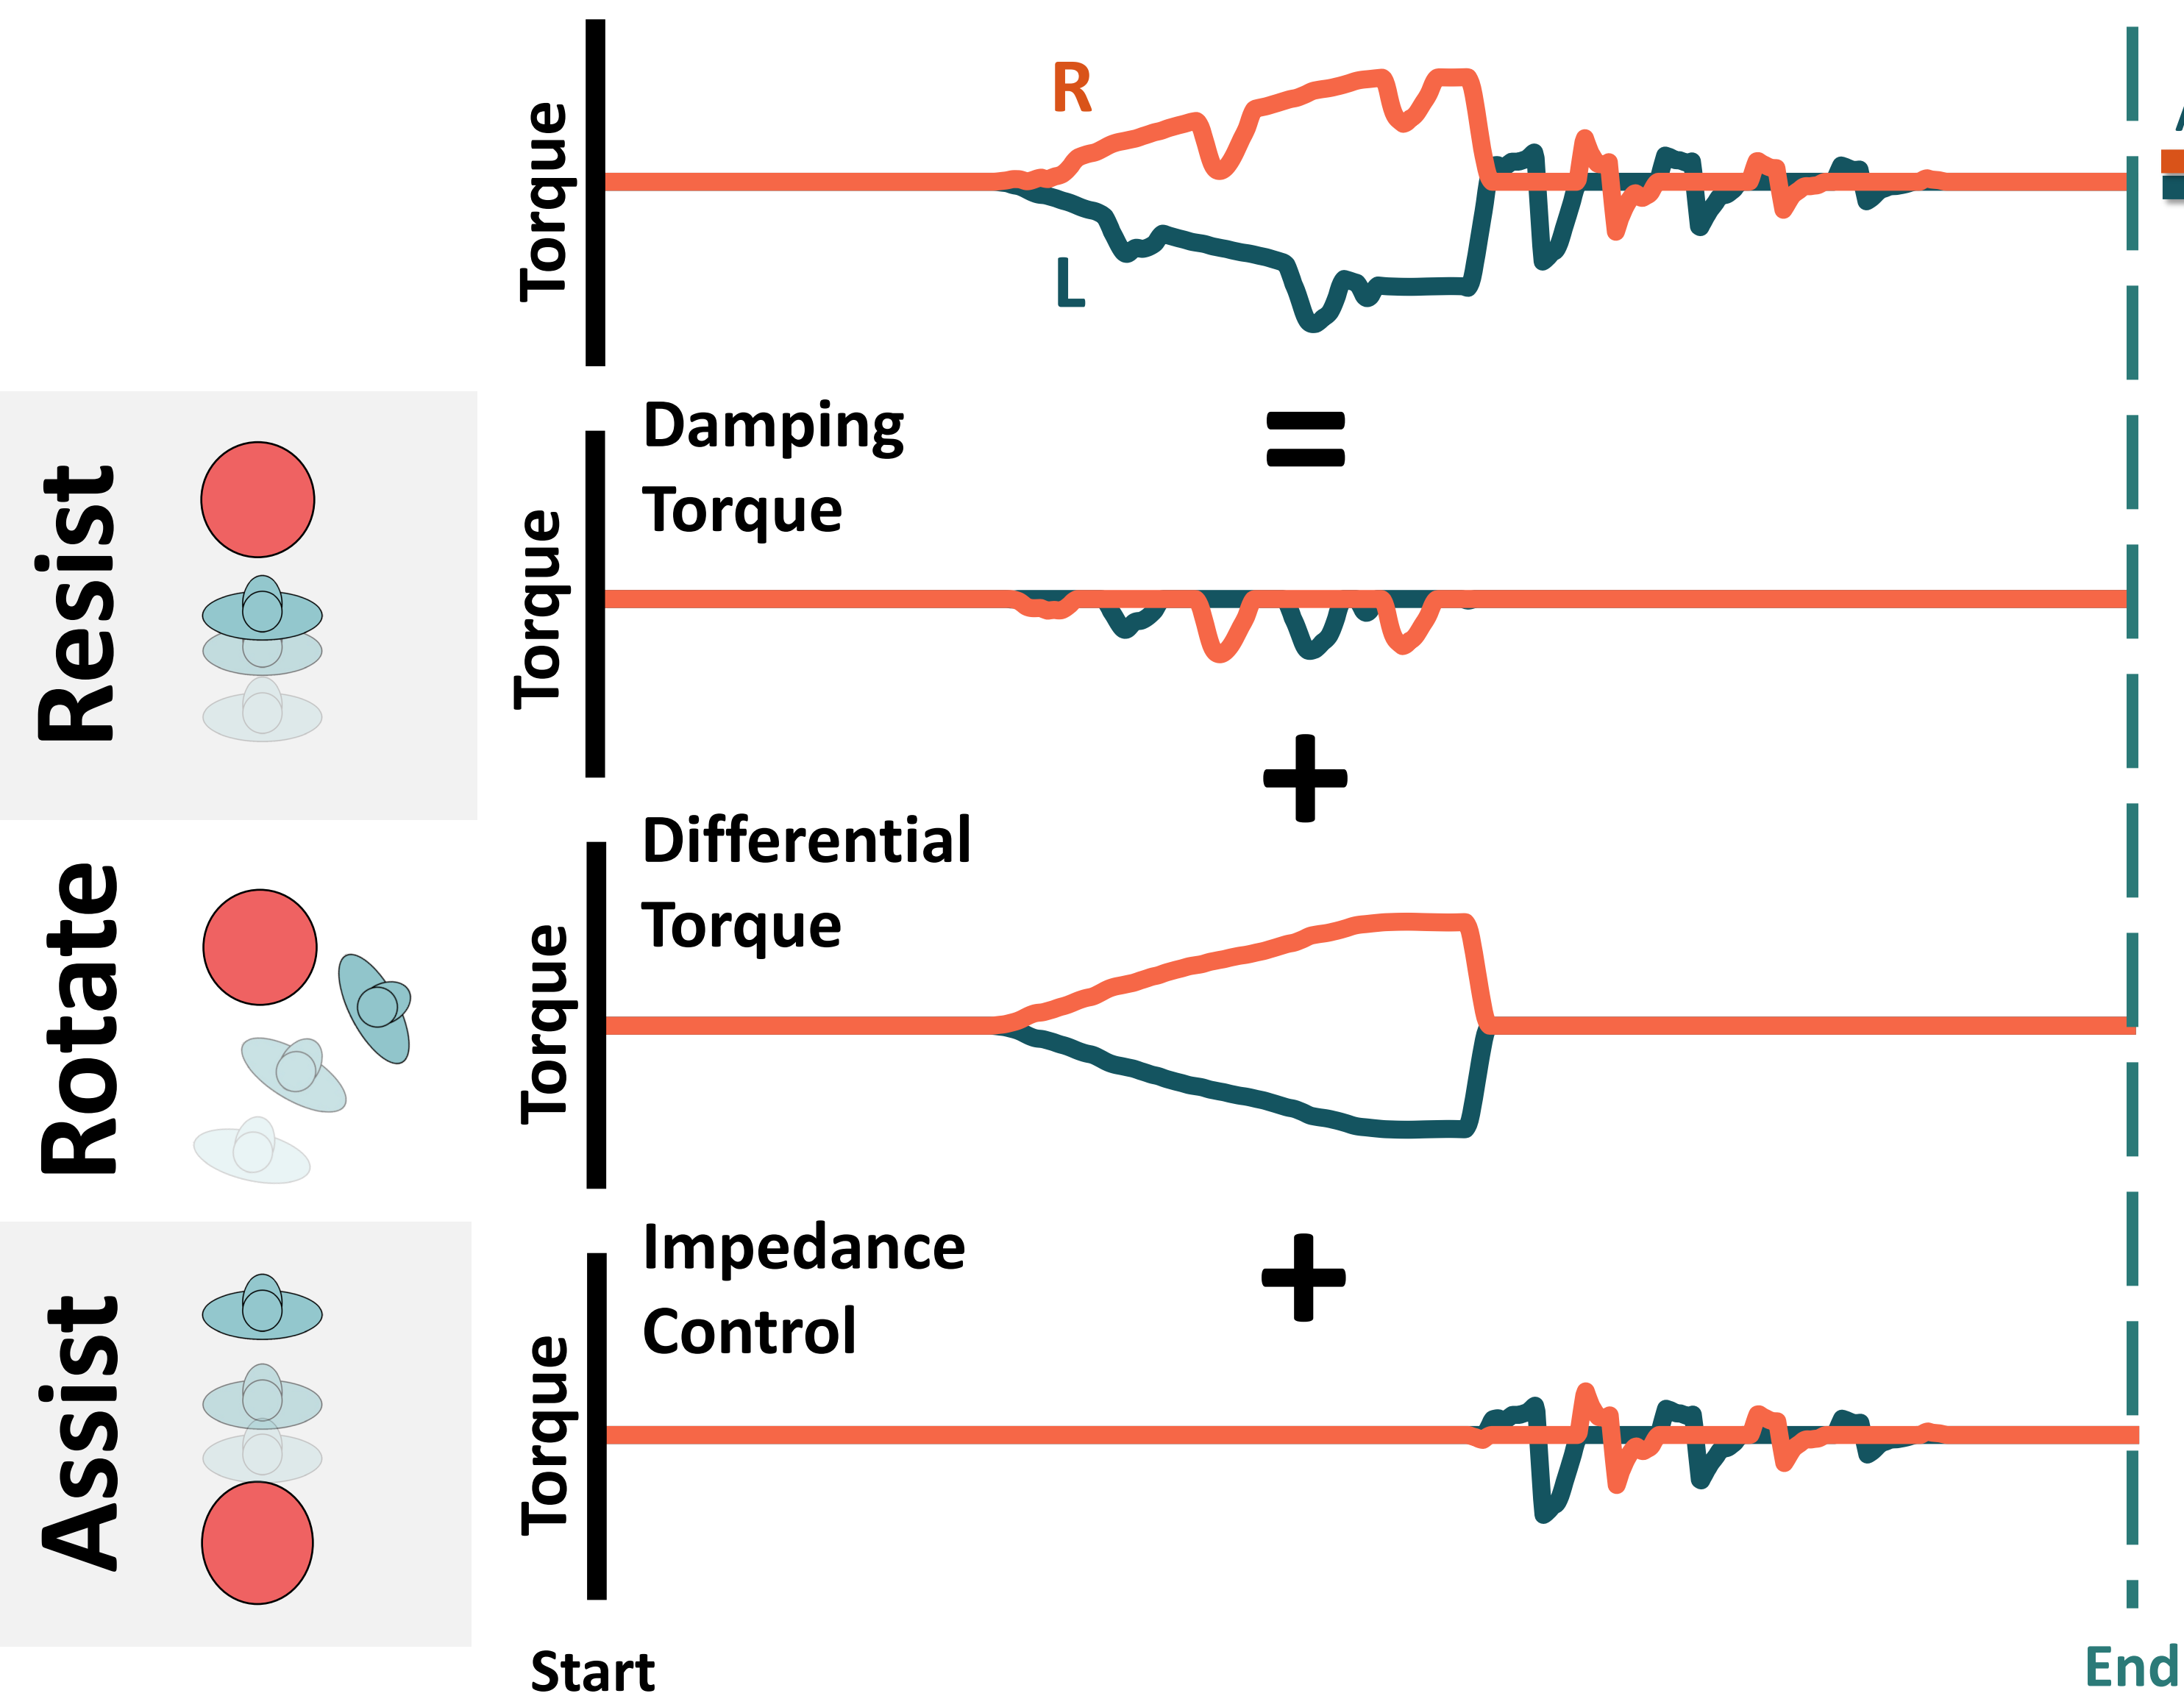 Torque
R
L
Resist
Torque
Damping
Torque
=
+
Rotate
Torque
Differential
Torque
+
Assist
Torque
Impedance
Control
Start
End